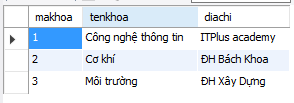 makhoa tenkhoa diachi
1 Công nghệ thông tin ITPlus academy
2 Cơ khí ĐH Bách Khoa
3 Môi trường ĐH Xây Dựng